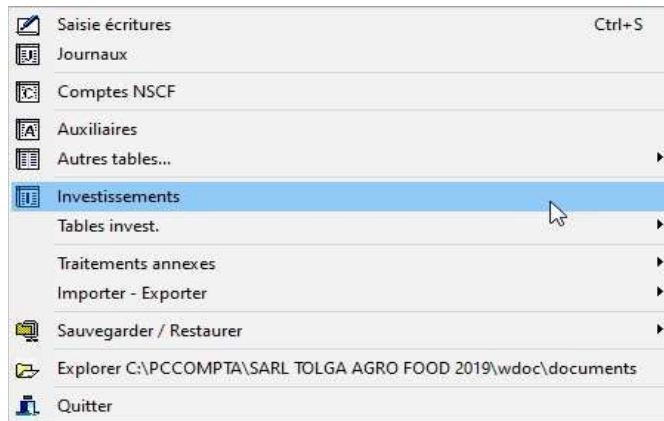 Saisie écritures Ctrl+S
Journaux
Comptes NSCF
Auxiliaires
Autres tables...
Investissements
Tables invest.
Traitements annexes
Importer - Exporter
Sauvegarder / Restaurer
Explorer C:\PCCOMPTA\SARL TOLGA AGRO FOOD 2019\wdoc\documents
Quitter